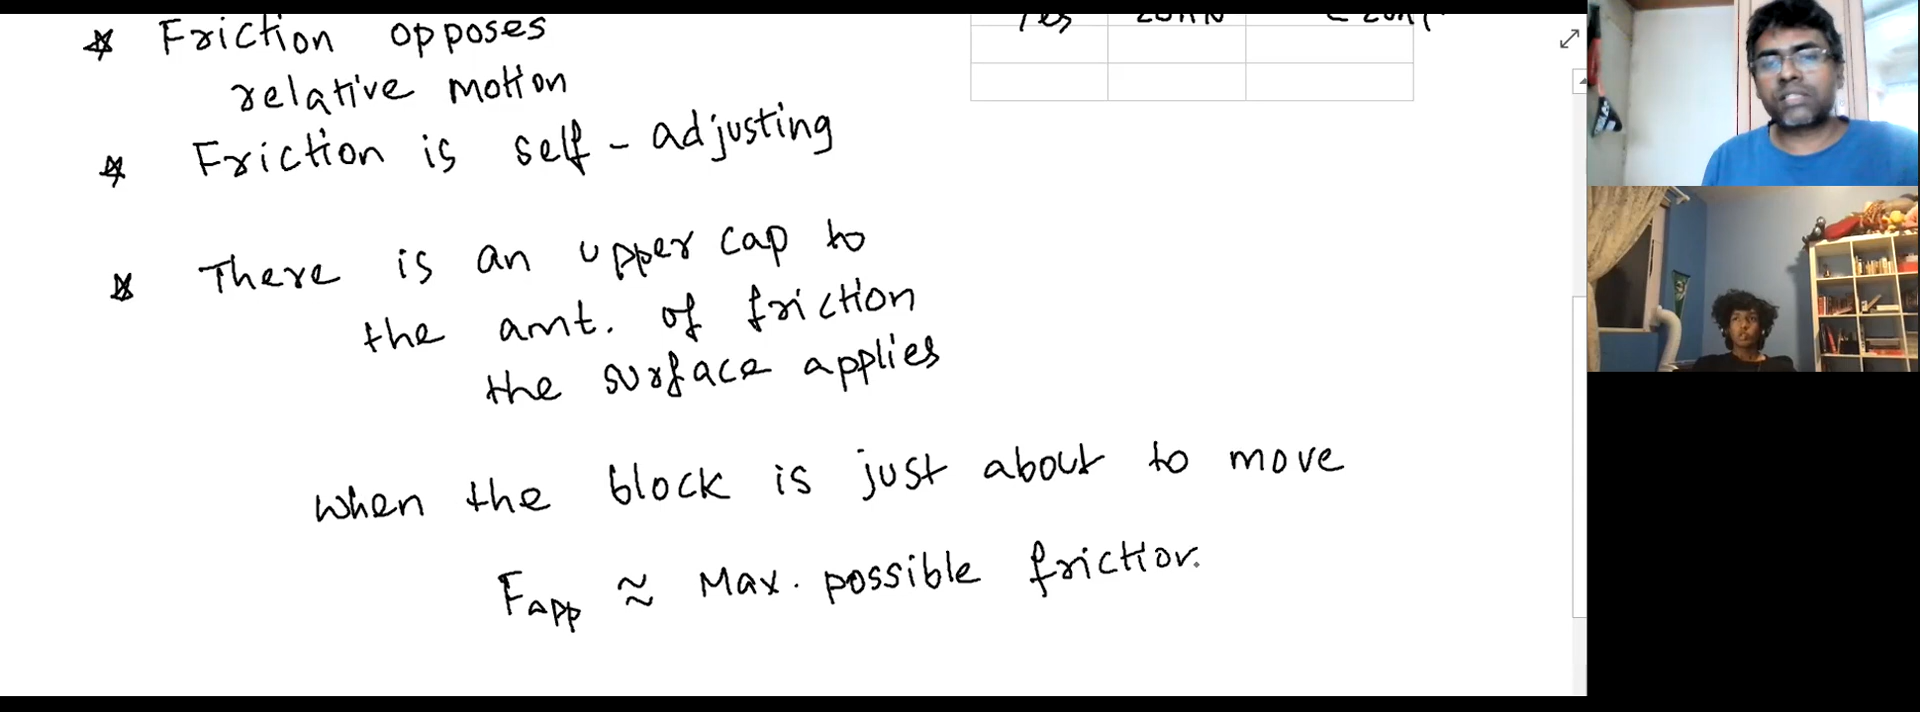 ☆ Friction opposes
relative motion
☆ Friction is self-adjusting
☆ There is an upper cap to
the amt. of friction
the surface applies
when the block is just about to move
Fapp ≈ Max. possible friction
Yes